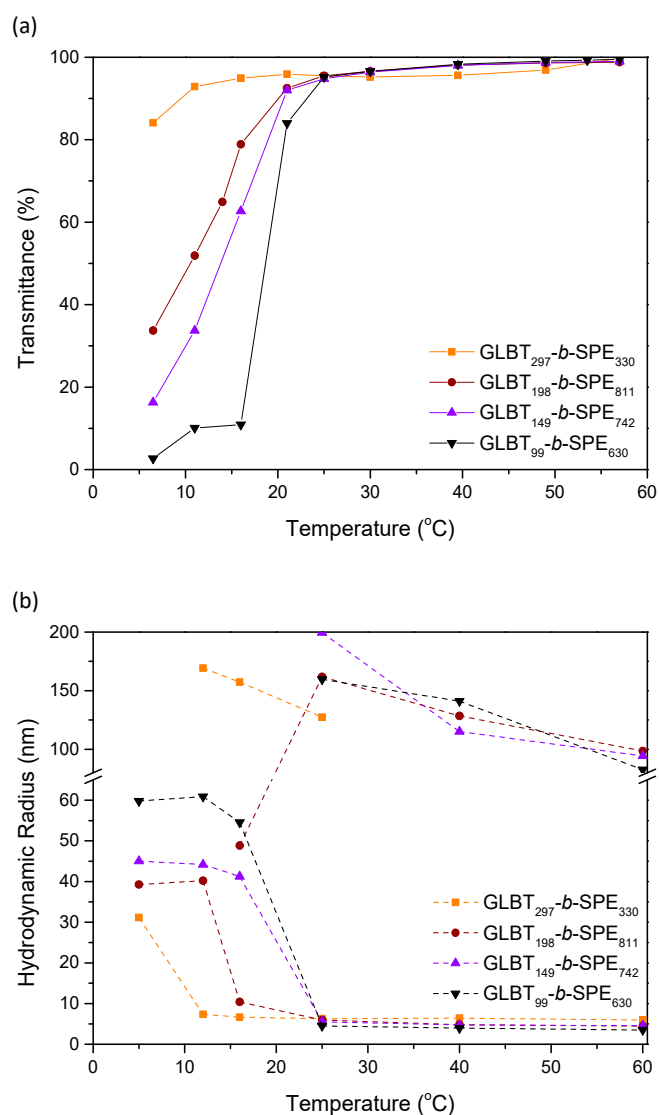 (a)
100
80
60
40
20
0
Transmittance (%)
GLBT297-b-SPE330
GLBT198-b-SPE811
GLBT149-b-SPE742
GLBT99-b-SPE630
0 10 20 30 40 50 60
Temperature (°C)
(b)
200
150
100
60
50
40
30
20
10
0
Hydrodynamic Radius (nm)
GLBT297-b-SPE330
GLBT198-b-SPE811
GLBT149-b-SPE742
GLBT99-b-SPE630
0 10 20 30 40 50 60
Temperature (°C)